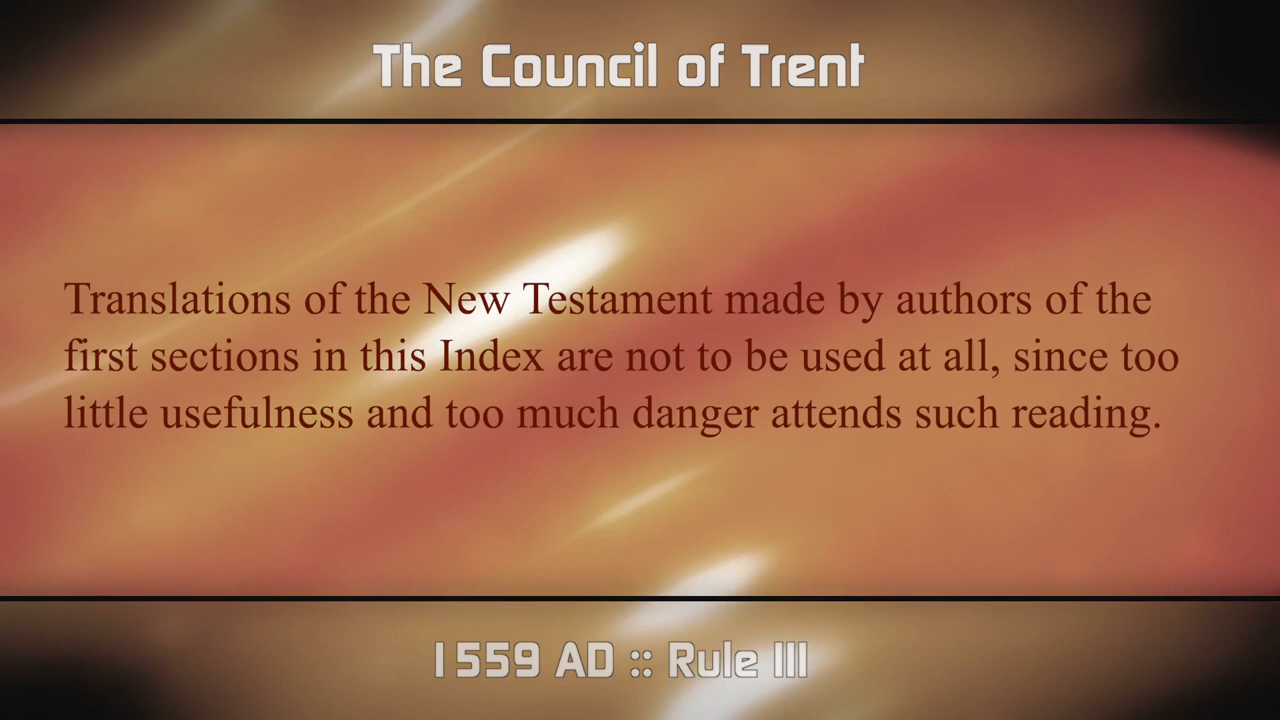 The Council of Trent
Translations of the New Testament made by authors of the
first sections in this Index are not to be used at all, since too
little usefulness and too much danger attends such reading.
1559 AD :: Rule III